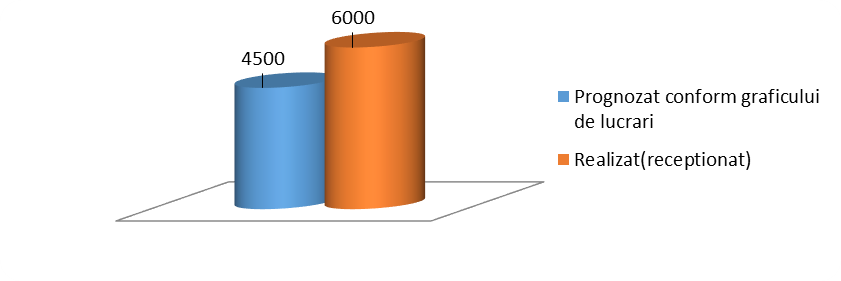 6000
4500
Prognozat conform graficului
de lucrari
Realizat(receptionat)